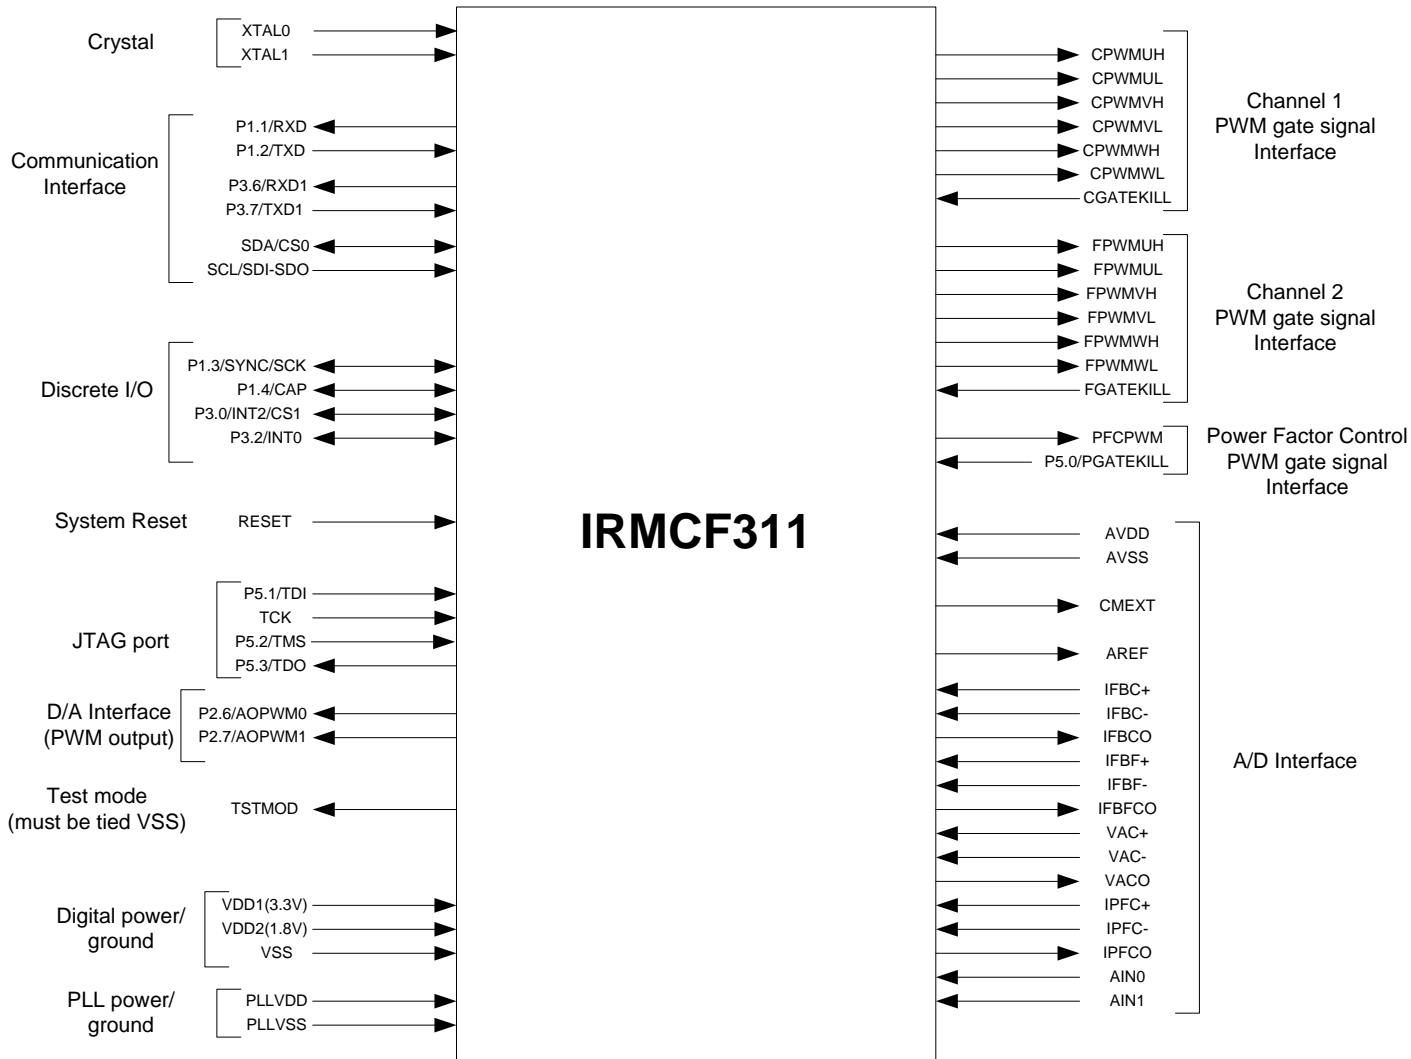 Crystal
XTAL0
XTAL1
Communication
Interface
P1.1/RXD
P1.2/TXD
P3.6/RXD1
P3.7/TXD1
SDA/CS0
SCL/SDI-SDO
Discrete I/O
P1.3/SYNC/SCK
P1.4/CAP
P3.0/INT2/CS1
P3.2/INT0
System Reset
RESET
JTAG port
P5.1/TDI
TCK
P5.2/TMS
P5.3/TDO
D/A Interface
(PWM output)
P2.6/AOPWM0
P2.7/AOPWM1
Test mode
(must be tied VSS)
TSTMOD
Digital power/
ground
VDD1(3.3V)
VDD2(1.8V)
VSS
PLL power/
ground
PLLVDD
PLLVSS
IRMCF311
CPWMUH
CPWMUL
CPWMVH
CPWMVL
CPWMWH
CPWMWL
CGATEKILL
Channel 1
PWM gate signal
Interface
FPWMUH
FPWMUL
FPWMVH
FPWMVL
FPWMWH
FPWMWL
FGATEKILL
Channel 2
PWM gate signal
Interface
PFCPWM
P5.0/PGATEKILL
Power Factor Control
PWM gate signal
Interface
AVDD
AVSS
CMEXT
AREF
IFBC+
IFBC-
IFBCO
IFBF+
IFBF-
IFBFCO
VAC+
VAC-
VACO
IPFC+
IPFC-
IPFCO
AIN0
AIN1
A/D Interface